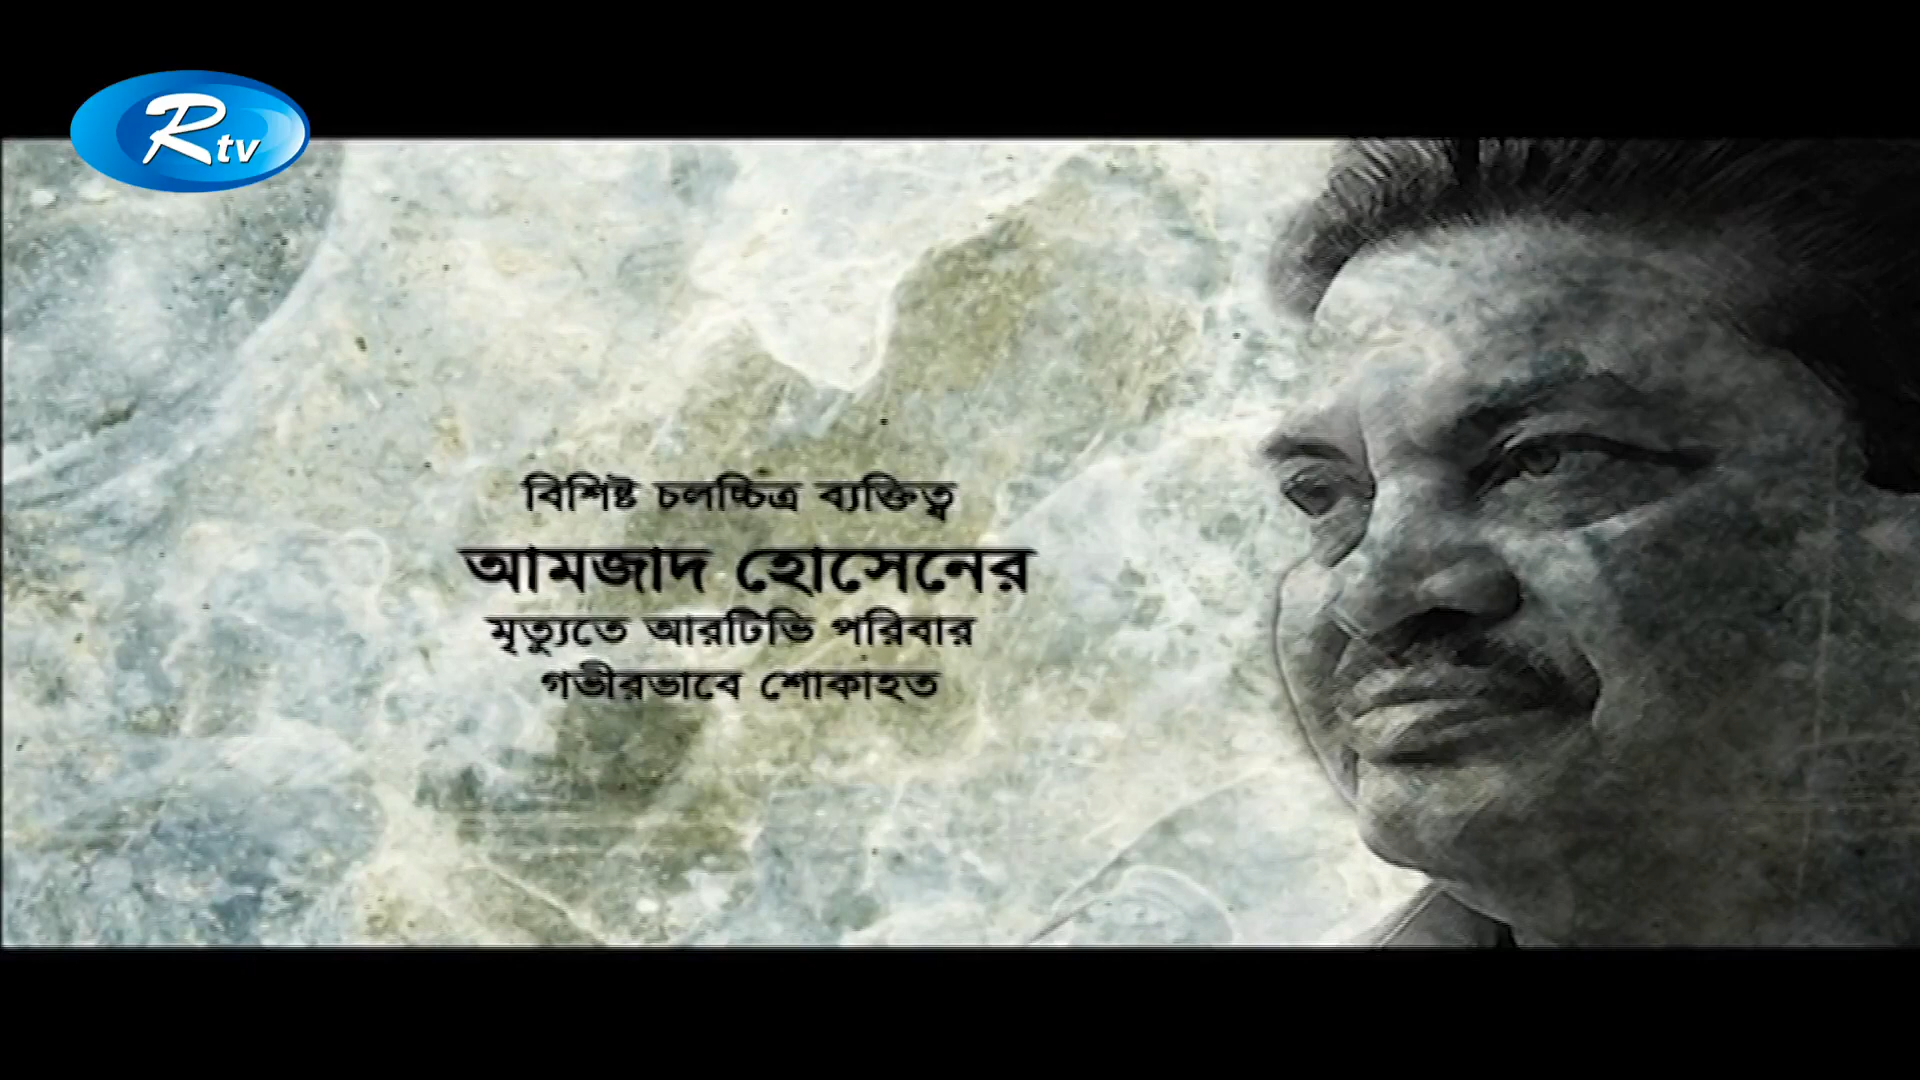 Rtv
বিশিষ্ট চলচ্চিত্র ব্যক্তিত্ব
আমজাদ হোসেনের
মৃত্যুতে আরটিভি পরিবার
গভীরভাবে শোকাহত